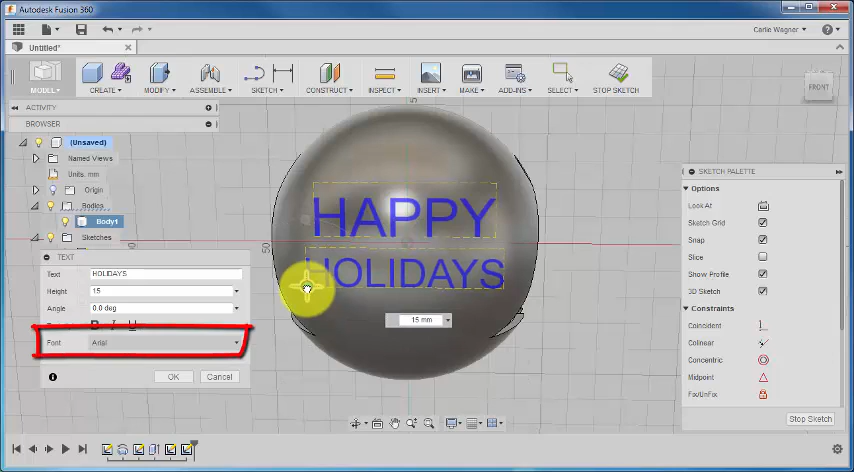 Autodesk Fusion 360
Carlie Wagner
Untitled*
MODEL
CREATE
MODIFY
ASSEMBLE
SKETCH
CONSTRUCT
INSPECT
INSERT
MAKE
ADD-INS
SELECT
STOP SKETCH
FRONT
ACTIVITY
BROWSER
(Unsaved)
Named Views
Units: mm
Origin
Bodies
Body1
Sketches
TEXT
Text HOLIDAYS
Height 15
Angle 0.0 deg
Font Arial
OK Cancel
50
HAPPY
HOLIDAYS
15 mm
SKETCH PALETTE
Options
Look At
Sketch Grid
Snap
Slice
Show Profile
3D Sketch
Constraints
Coincident
Colinear
Concentric
Midpoint
Fix/UnFix
Stop Sketch